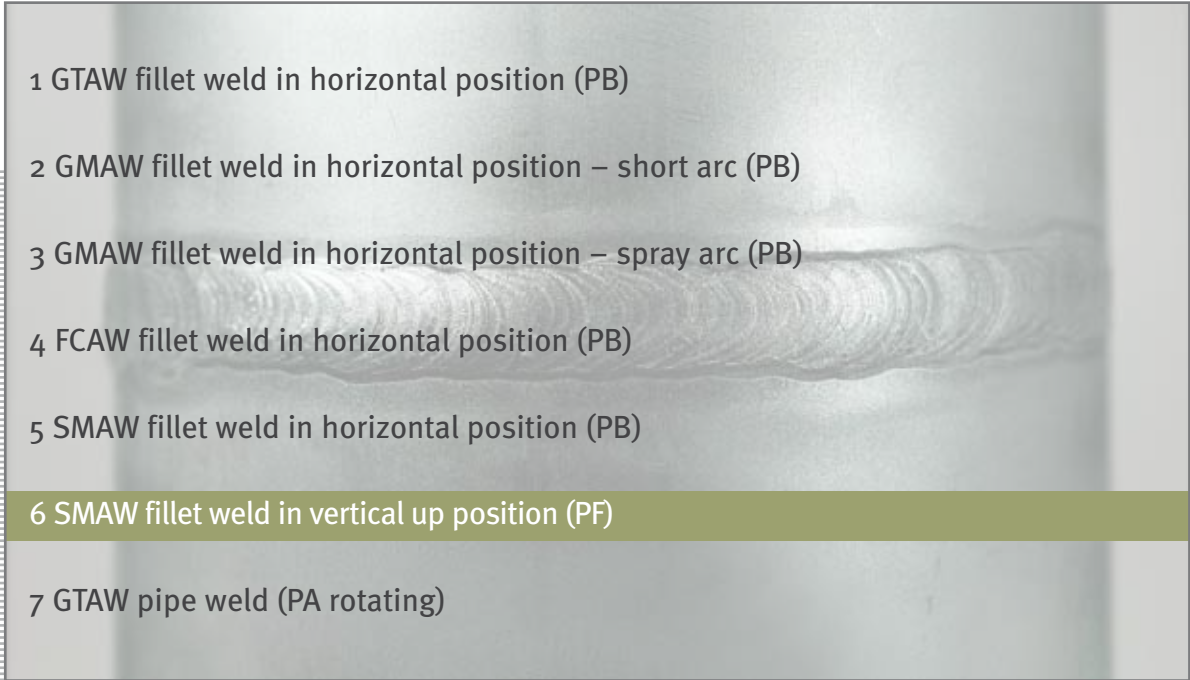 1 GTAW fillet weld in horizontal position (PB)
2 GMAW fillet weld in horizontal position – short arc (PB)
3 GMAW fillet weld in horizontal position – spray arc (PB)
4 FCAW fillet weld in horizontal position (PB)
5 SMAW fillet weld in horizontal position (PB)
6 SMAW fillet weld in vertical up position (PF)
7 GTAW pipe weld (PA rotating)